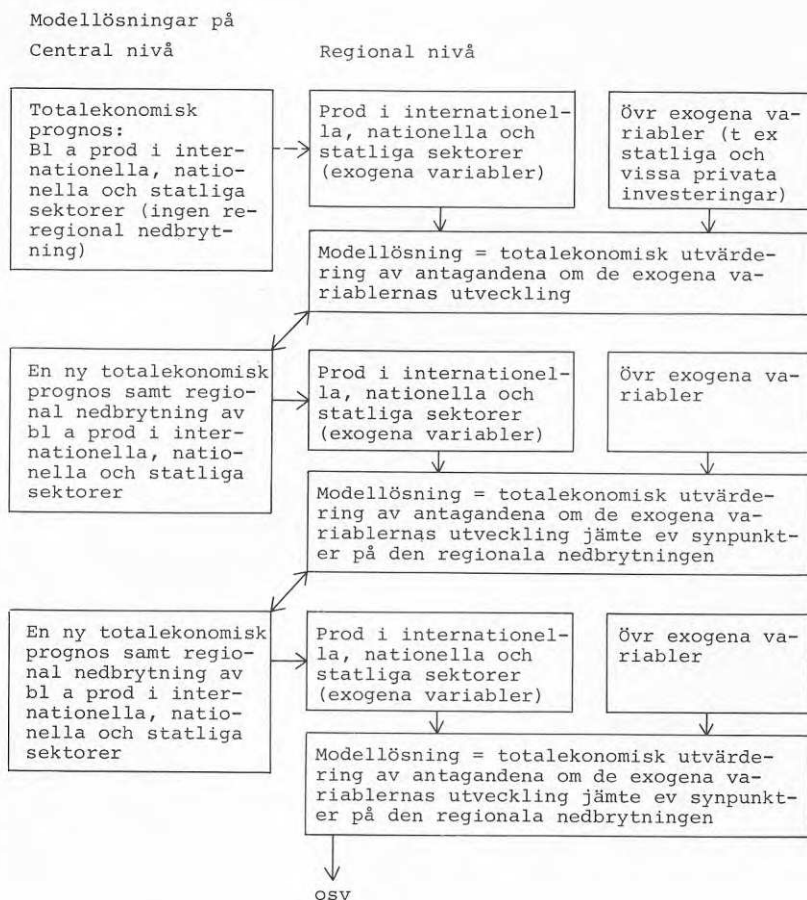 Modellösningar på
Central nivå
Regional nivå
Totalekonomisk
prognos:
Bl a prod i inter-
nationella, natio-
nella och statliga
sektorer (ingen re-
regional nedbryt-
ning)
Prod i internationel-
la, nationella och
statliga sektorer
(exogena variabler)
Övr exogena va-
riabler (t ex
statliga och
vissa privata
investeringar)
Modellösning = totalekonomisk utvärde-
ring av antagandena om de exogena va-
riablernas utveckling
En ny totalekonomisk
prognos samt regio-
nal nedbrytning av
bl a prod i inter-
nationella, natio-
nella och statliga
sektorer
Prod i internationel-
la, nationella och
statliga sektorer
(exogena variabler)
Övr exogena va-
riabler
Modellösning = totalekonomisk utvärde-
ring av antagandena om de exogena va-
riablernas utveckling jämte ev synpunkt-
er på den regionala nedbrytningen
En ny totalekonomisk
prognos samt regio-
nal nedbrytning av
bl a prod i inter-
nationella, natio-
nella och statliga
sektorer
Prod i internationel-
la, nationella och
statliga sektorer
(exogena variabler)
Övr exogena va-
riabler
Modellösning = totalekonomisk utvärde-
ring av antagandena om de exogena va-
riablernas utveckling jämte ev synpunkt-
er på den regionala nedbrytningen
osv